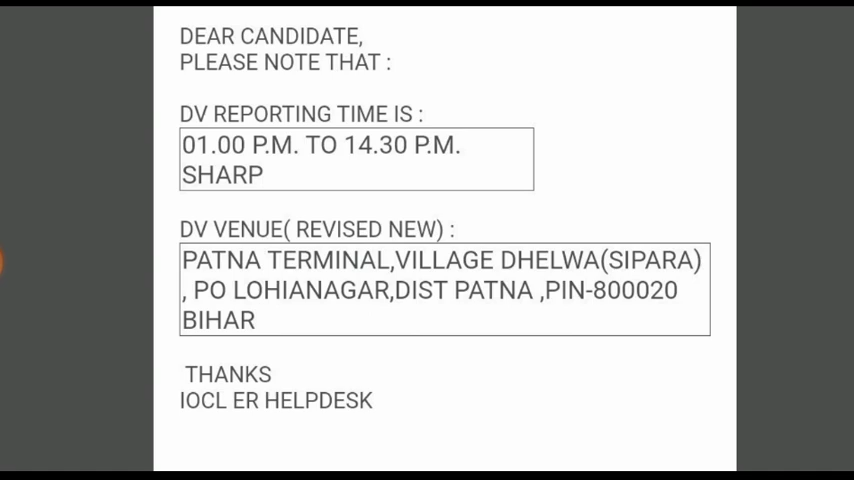 DEAR CANDIDATE,
PLEASE NOTE THAT :
DV REPORTING TIME IS :
01.00 P.M. TO 14.30 P.M.
SHARP
DV VENUE( REVISED NEW) :
PATNA TERMINAL,VILLAGE DHELWA(SIPARA)
, PO LOHIANAGAR,DIST PATNA ,PIN-800020
BIHAR
THANKS
IOCL ER HELPDESK